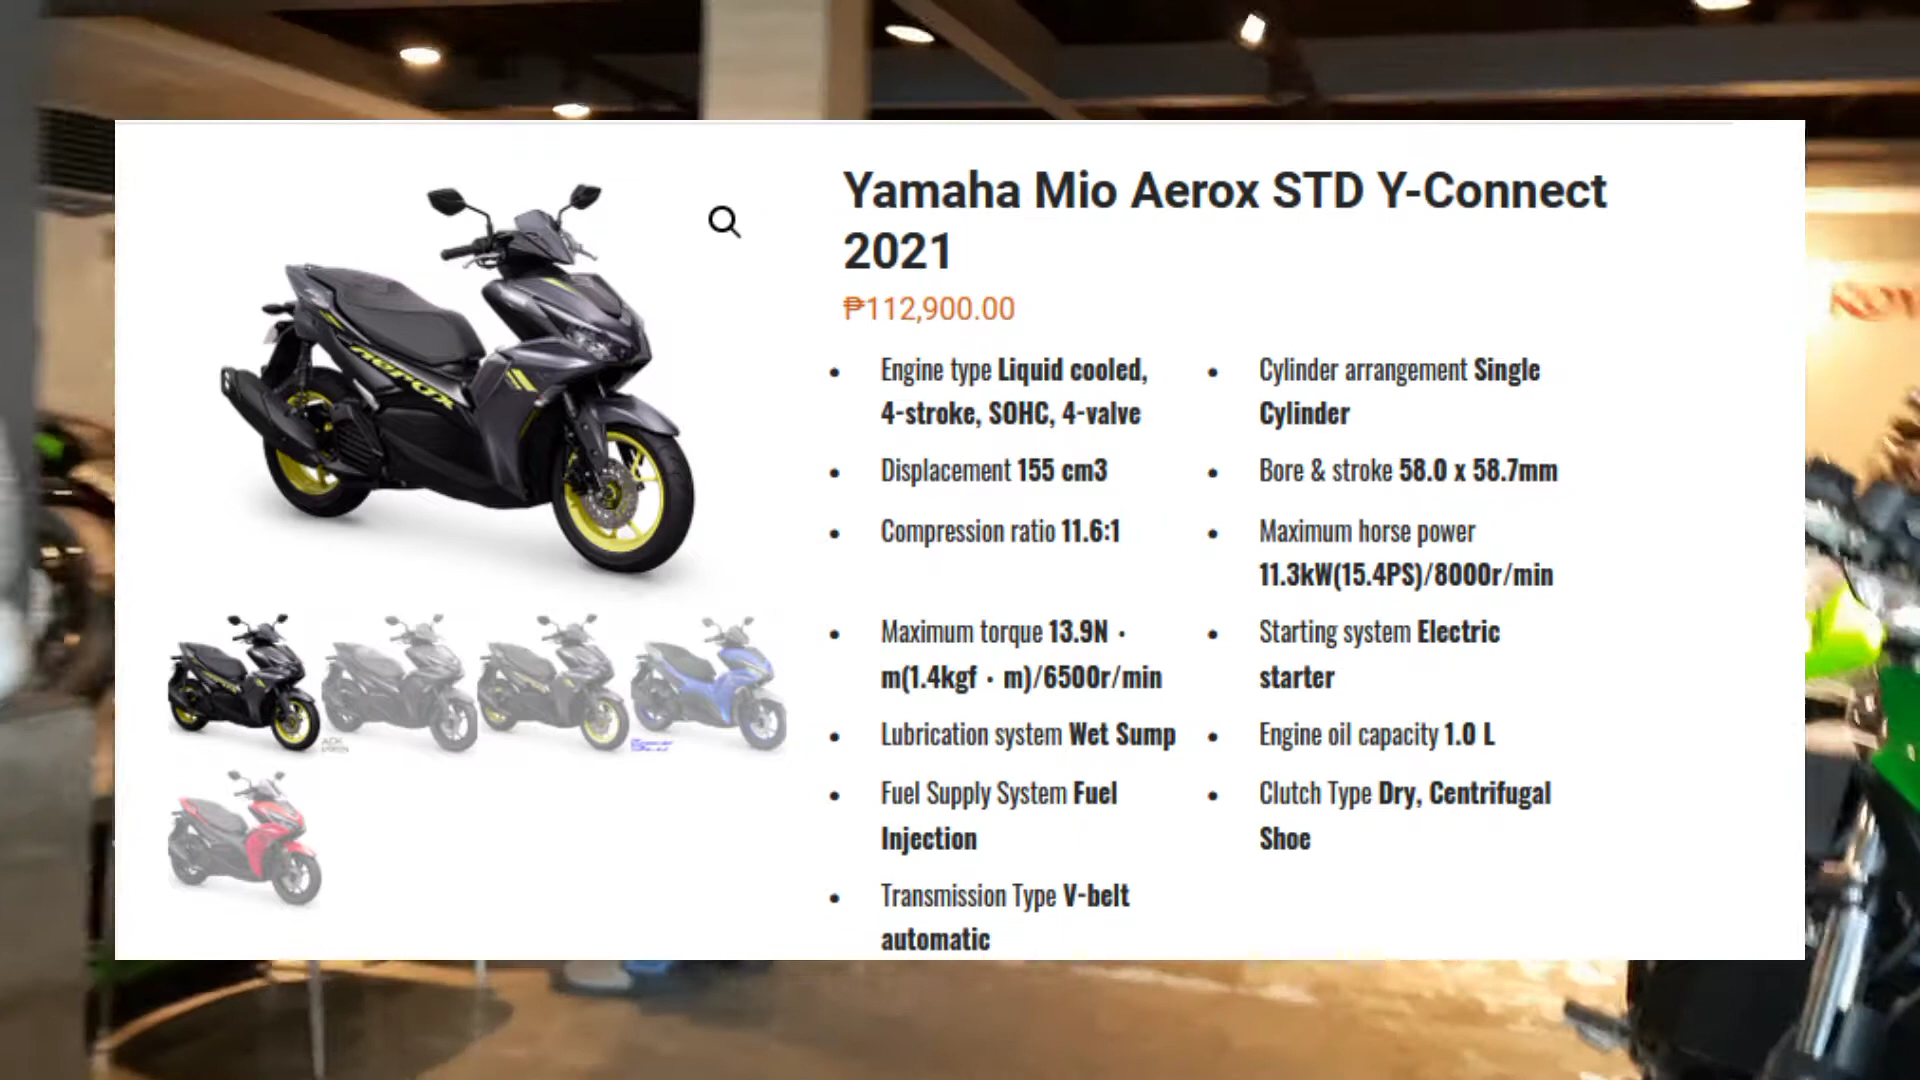 Yamaha Mio Aerox STD Y-Connect
2021
₱112,900.00
Engine type Liquid cooled,
4-stroke, SOHC, 4-valve
Cylinder arrangement Single
Cylinder
Displacement 155 cm3
Bore & stroke 58.0 x 58.7mm
Compression ratio 11.6:1
Maximum horse power
11.3kW(15.4PS)/8000r/min
Maximum torque 13.9N・
m(1.4kgf・m)/6500r/min
Starting system Electric
starter
Lubrication system Wet Sump
Engine oil capacity 1.0 L
Fuel Supply System Fuel
Injection
Clutch Type Dry, Centrifugal
Shoe
Transmission Type V-belt
automatic
AEROX